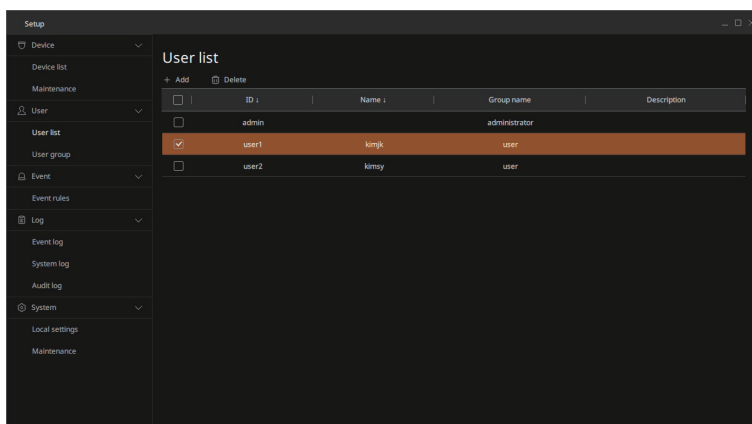 Setup
Device
Device list
Maintenance
User
User list
User group
Event
Event rules
Log
Event log
System log
Audit log
System
Local settings
Maintenance
User list
+ Add Delete
ID ↓ Name ↓ Group name Description
admin administrator
user1 kimjk user
user2 kimsy user